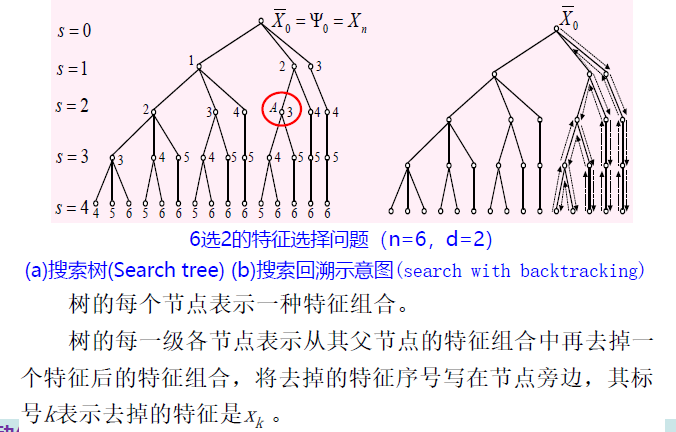 s = 0
X̄₀ = Ψ₀ = Xₙ
X̄₀
s = 1
1 2 3
s = 2
2 3 4 A 3 4 4
s = 3
3 4 5 4 5 5 4 5 5 5
s = 4
4 5 6 5 6 6 5 6 6 6 5 6 6 6 6
6选2的特征选择问题（n=6，d=2）
(a)搜索树(Search tree) (b)搜索回溯示意图(search with backtracking)
树的每个节点表示一种特征组合。
树的每一级各节点表示从其父节点的特征组合中再去掉一
个特征后的特征组合，将去掉的特征序号写在节点旁边，其标
号k表示去掉的特征是xₖ 。